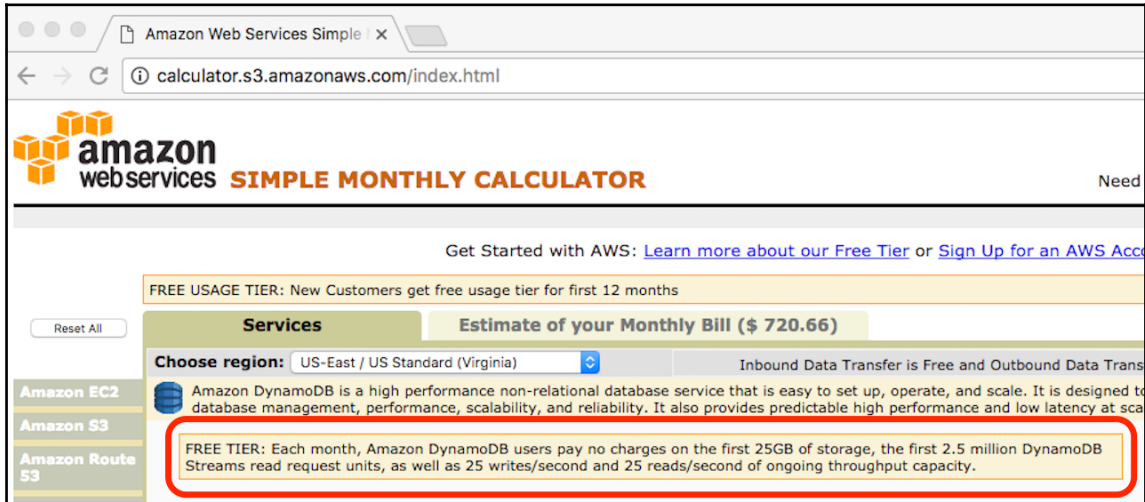 Amazon Web Services Simple
calculator.s3.amazonaws.com/index.html
amazon
webservices SIMPLE MONTHLY CALCULATOR
Need
Get Started with AWS: Learn more about our Free Tier or Sign Up for an AWS Acc
FREE USAGE TIER: New Customers get free usage tier for first 12 months
Reset All
Services
Estimate of your Monthly Bill ($ 720.66)
Choose region: US-East / US Standard (Virginia)
Inbound Data Transfer is Free and Outbound Data Trans
Amazon EC2
Amazon DynamoDB is a high performance non-relational database service that is easy to set up, operate, and scale. It is designed to
database management, performance, scalability, and reliability. It also provides predictable high performance and low latency at sca
Amazon S3
FREE TIER: Each month, Amazon DynamoDB users pay no charges on the first 25GB of storage, the first 2.5 million DynamoDB
Streams read request units, as well as 25 writes/second and 25 reads/second of ongoing throughput capacity.
Amazon Route
53